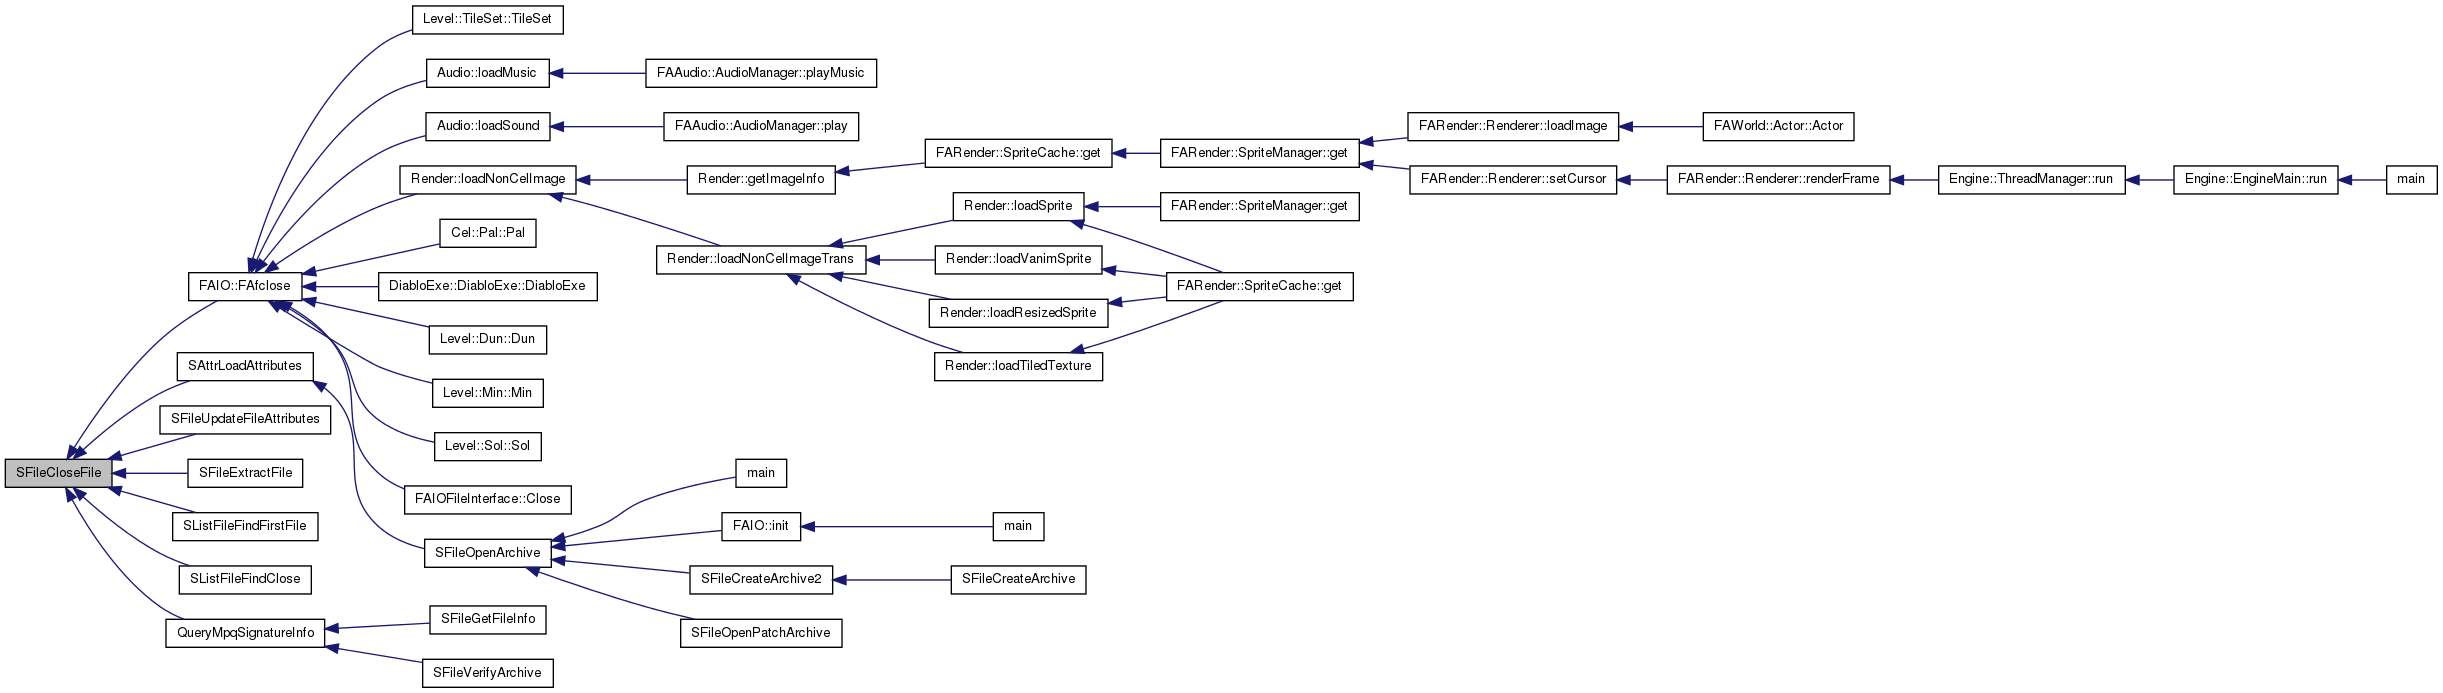 Level::TileSet::TileSet
Audio::loadMusic
FAAudio::AudioManager::playMusic
Audio::loadSound
FAAudio::AudioManager::play
FARender::Renderer::loadImage
FAWorld::Actor::Actor
FARender::SpriteCache::get
FARender::SpriteManager::get
Render::loadNonCelImage
Render::getImageInfo
FARender::Renderer::setCursor
FARender::Renderer::renderFrame
Engine::ThreadManager::run
Engine::EngineMain::run
main
Render::loadSprite
FARender::SpriteManager::get
Cel::Pal::Pal
Render::loadNonCelImageTrans
Render::loadVanimSprite
FAIO::FAfclose
DiabloExe::DiabloExe::DiabloExe
FARender::SpriteCache::get
Render::loadResizedSprite
Level::Dun::Dun
SAttrLoadAttributes
Render::loadTiledTexture
Level::Min::Min
SFileUpdateFileAttributes
Level::Sol::Sol
SFileCloseFile
SFileExtractFile
main
FAIOFileInterface::Close
SListFileFindFirstFile
FAIO::init
main
SFileOpenArchive
SListFileFindClose
SFileCreateArchive2
SFileCreateArchive
SFileGetFileInfo
QueryMpqSignatureInfo
SFileOpenPatchArchive
SFileVerifyArchive